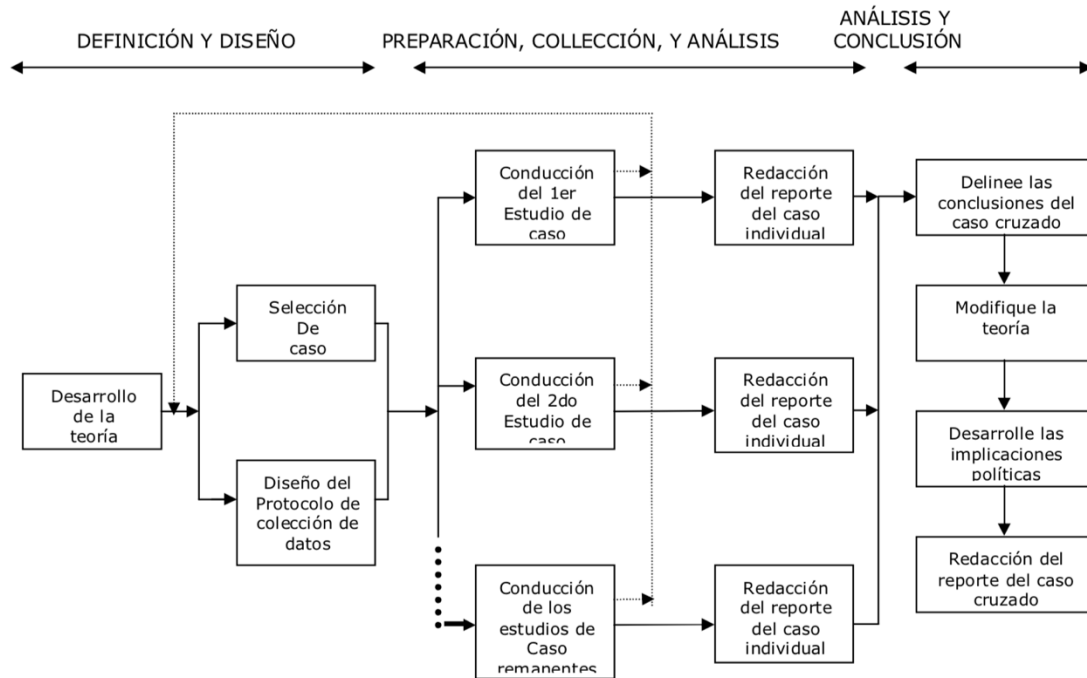 DEFINICIÓN Y DISEÑO
PREPARACIÓN, COLLECCIÓN, Y ANÁLISIS
ANÁLISIS Y
CONCLUSIÓN
Desarrollo
de la
teoría
Selección
De
caso
Diseño del
Protocolo de
colección de
datos
Conducción
del 1er
Estudio de
caso
Redacción
del reporte
del caso
individual
Conducción
del 2do
Estudio de
caso
Redacción
del reporte
del caso
individual
Conducción
de los
estudios de
Caso
remanentes
Redacción
del reporte
del caso
individual
Delinee las
conclusiones del
caso cruzado
Modifique la
teoría
Desarrolle las
implicaciones
políticas
Redacción del
reporte del caso
cruzado